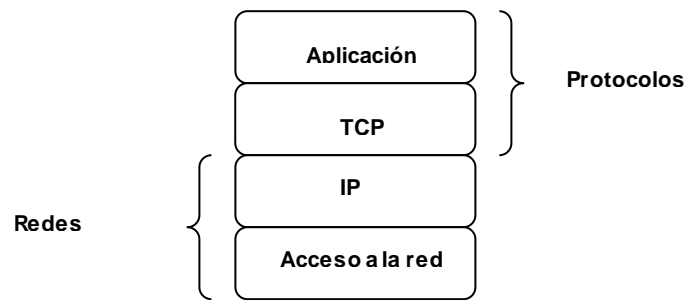 Aplicación
Protocolos
TCP
IP
Redes
Acceso a la red